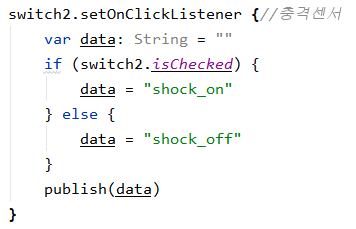 switch2.setOnClickListener {//충격센서
    var data: String = ""
    if (switch2.isChecked) {
        data = "shock_on"
    } else {
        data = "shock_off"
    }
    publish(data)
}